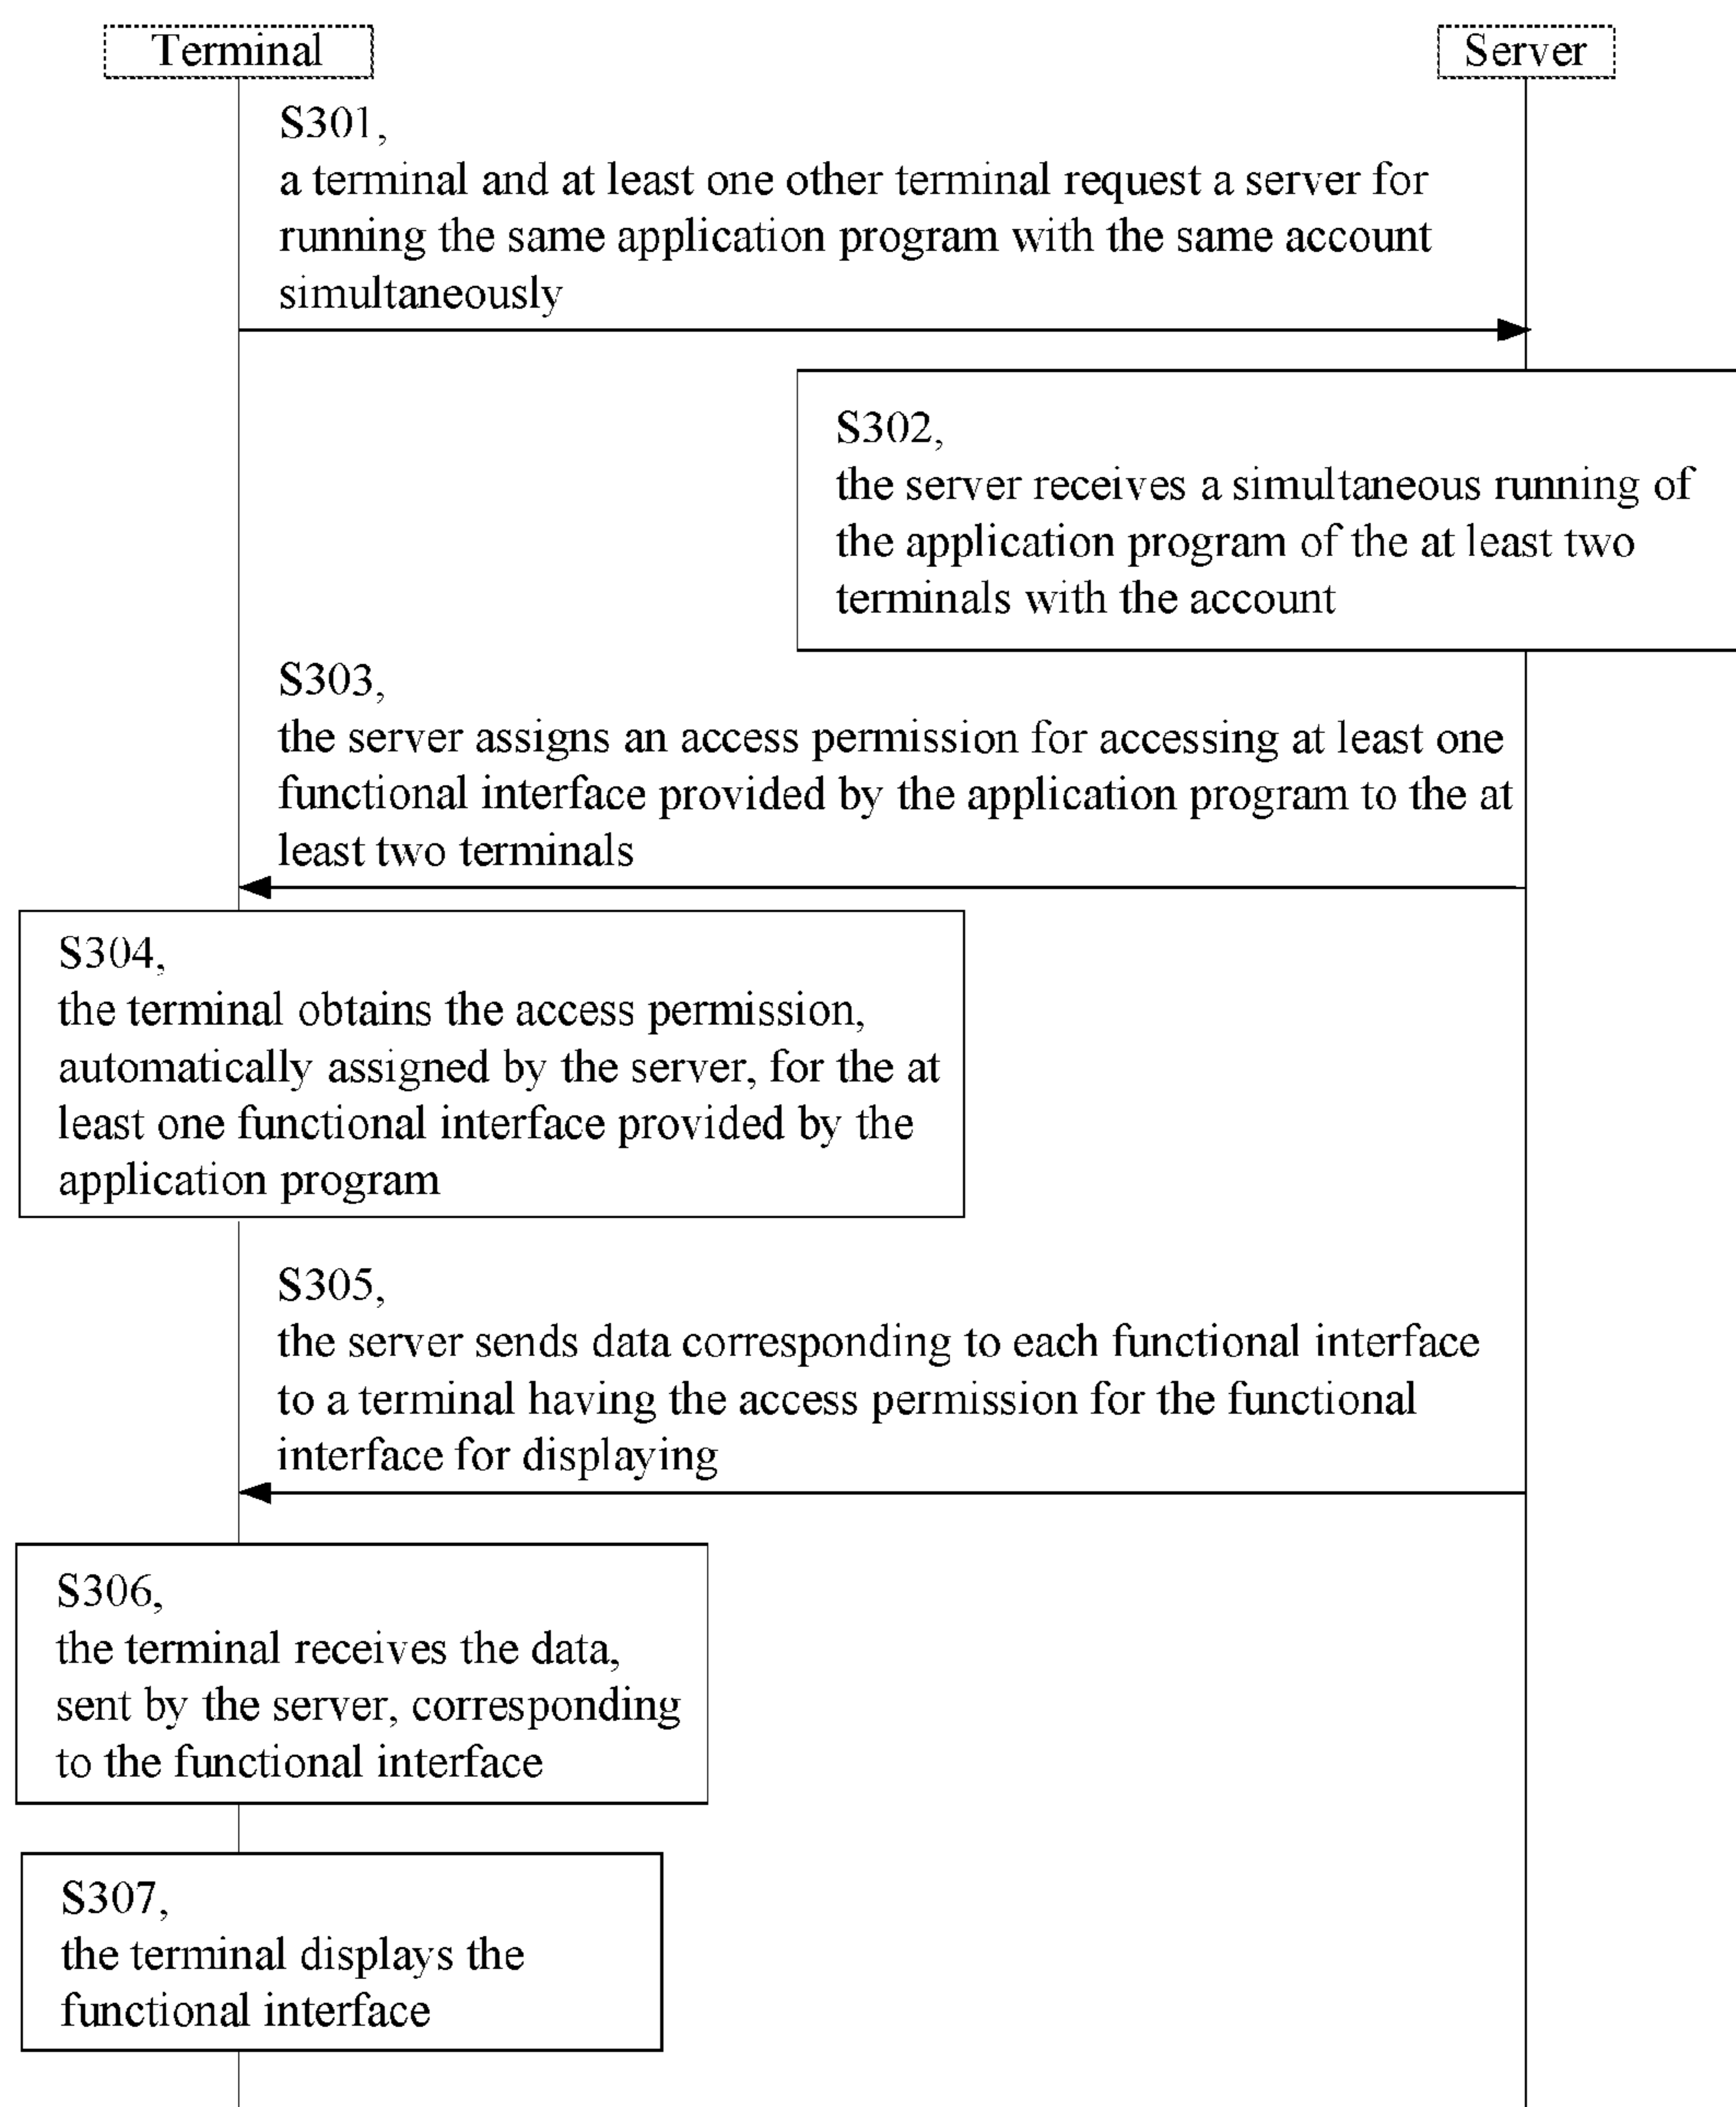 Terminal
Server
S301,
a terminal and at least one other terminal request a server for
running the same application program with the same account
simultaneously
S302,
the server receives a simultaneous running of
the application program of the at least two
terminals with the account
S303,
the server assigns an access permission for accessing at least one
functional interface provided by the application program to the at
least two terminals
S304,
the terminal obtains the access permission,
automatically assigned by the server, for the at
least one functional interface provided by the
application program
S305,
the server sends data corresponding to each functional interface
to a terminal having the access permission for the functional
interface for displaying
S306,
the terminal receives the data,
sent by the server, corresponding
to the functional interface
S307,
the terminal displays the
functional interface